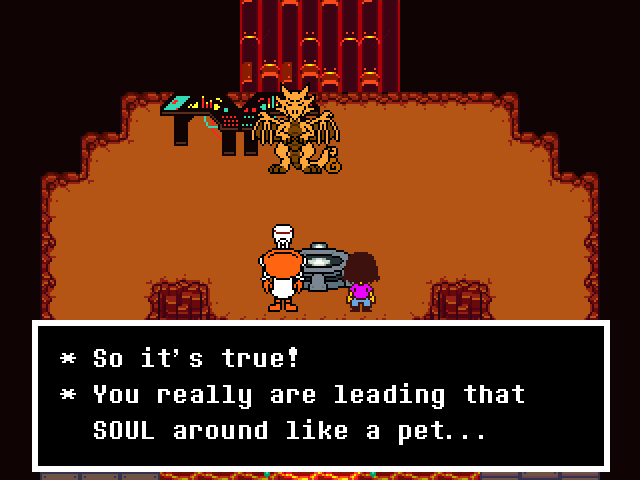 * So it's true!
* You really are leading that
SOUL around like a pet...